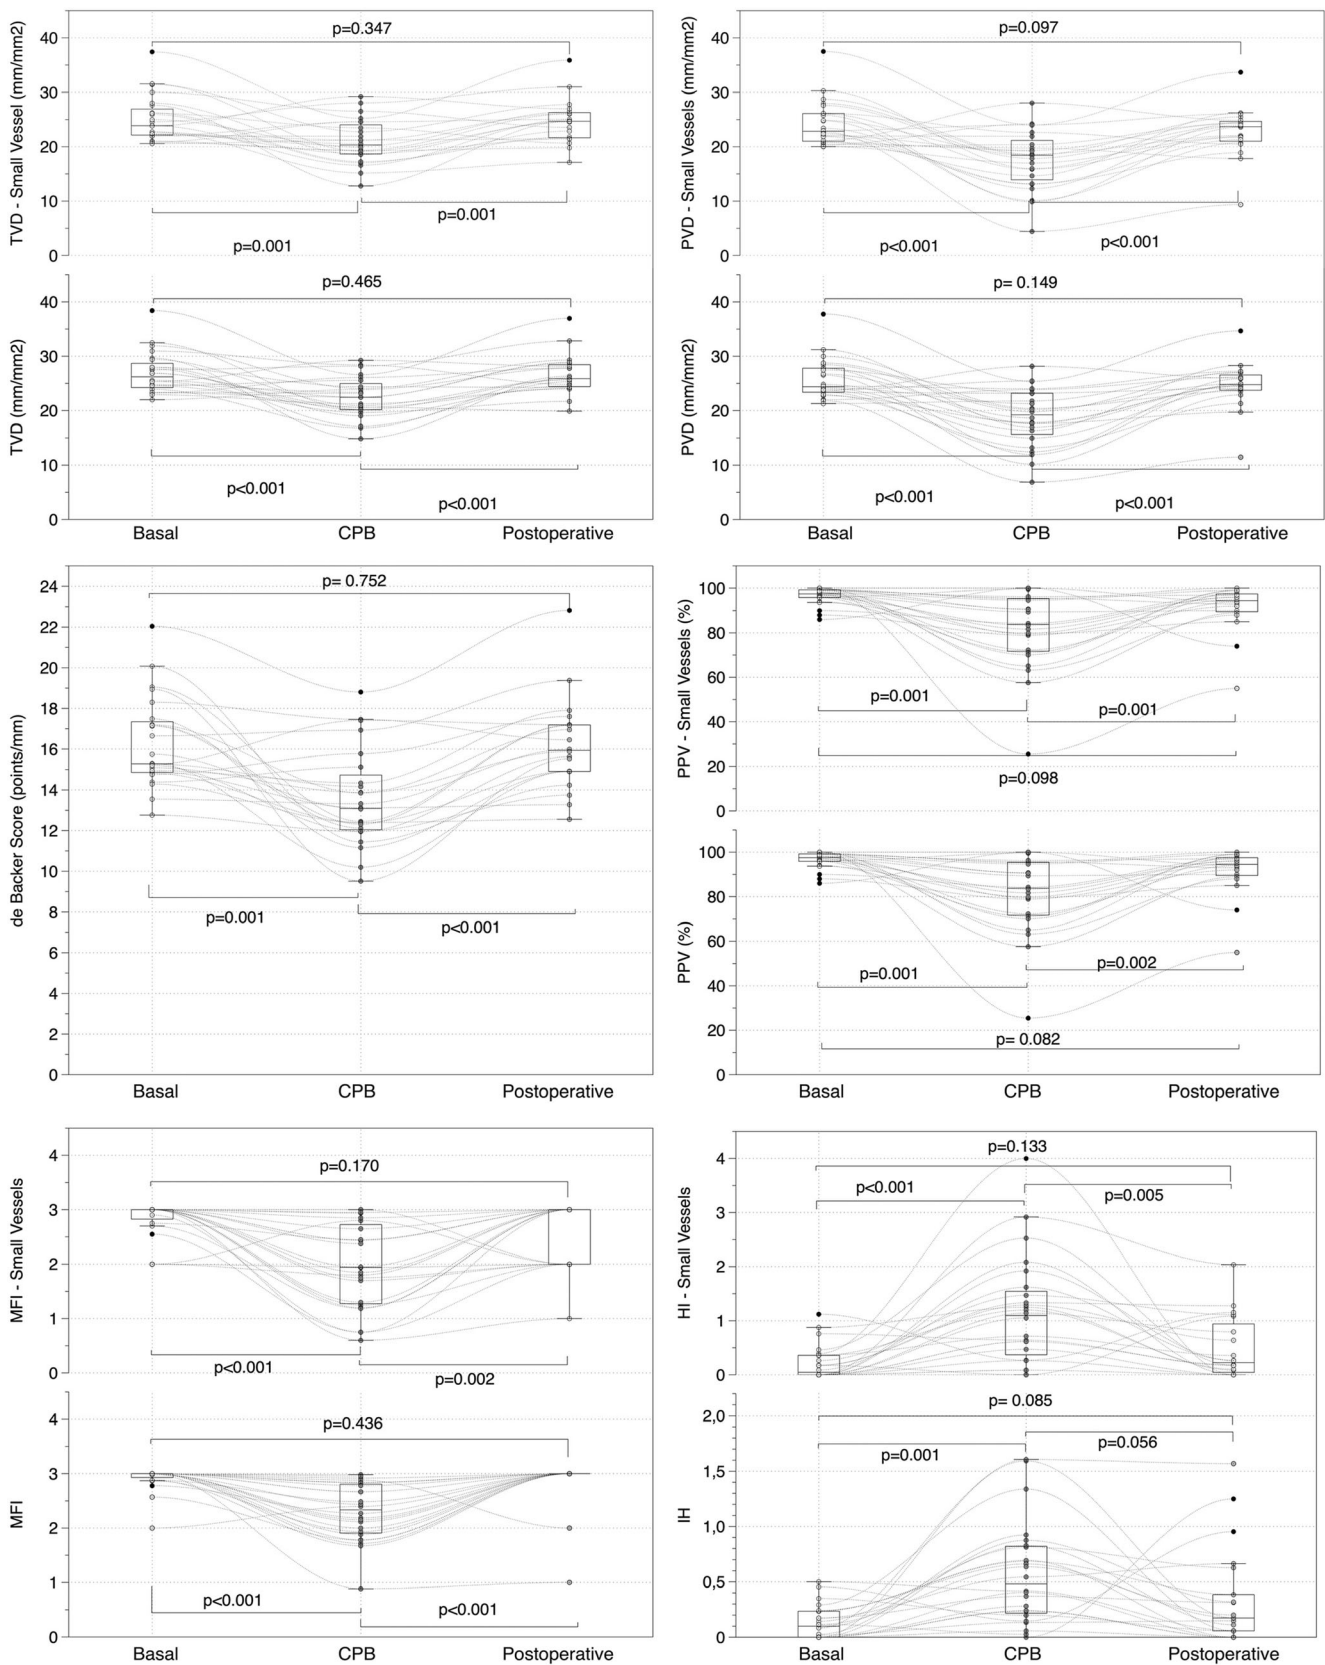 TVD - Small Vessel (mm/mm2)
40
30
20
10
0
p=0.347
p=0.001
p=0.001
TVD (mm/mm2)
40
30
20
10
0
p=0.465
p<0.001
p<0.001
Basal CPB Postoperative
PVD - Small Vessels (mm/mm2)
40
30
20
10
0
p=0.097
p<0.001
p<0.001
PVD (mm/mm2)
40
30
20
10
0
p= 0.149
p<0.001
p<0.001
Basal CPB Postoperative
de Backer Score (points/mm)
24
22
20
18
16
14
12
10
8
6
4
2
0
p= 0.752
p=0.001
p<0.001
Basal CPB Postoperative
PPV - Small Vessels (%)
100
80
60
40
20
0
p=0.001
p=0.001
p=0.098
PPV (%)
100
80
60
40
20
0
p=0.002
p=0.001
p= 0.082
Basal CPB Postoperative
MFI - Small Vessels
4
3
2
1
0
p=0.170
p<0.001
p=0.002
MFI
4
3
2
1
0
p=0.436
p<0.001
p<0.001
Basal CPB Postoperative
HI - Small Vessels
4
3
2
1
0
p=0.133
p<0.001
p=0.005
IH
2,0
1,5
1,0
0,5
0
p= 0.085
p=0.001
p=0.056
Basal CPB Postoperative